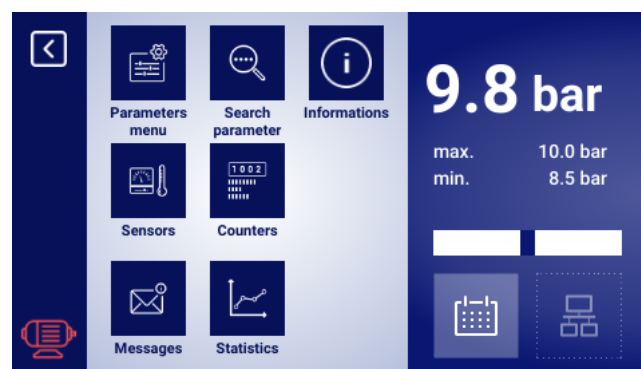 Parameters
menu
Search
parameter
Informations
1002
Sensors
Counters
Messages
Statistics
9.8 bar
max. 10.0 bar
min. 8.5 bar